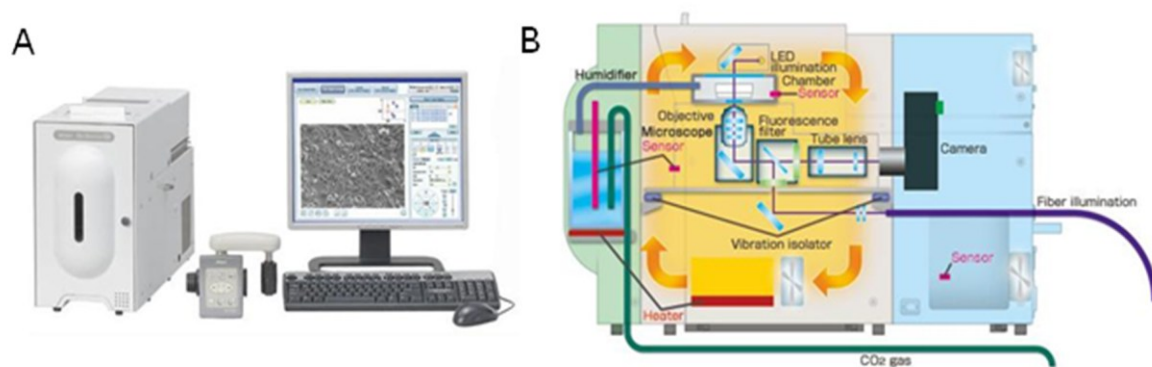 A
B
LED
illumination
Humidifier
Chamber
Sensor
Objective
Fluorescence
filter
Microscope
Sensor
Tube lens
Camera
Fiber illumination
Vibration isolator
Sensor
Heater
CO2 gas